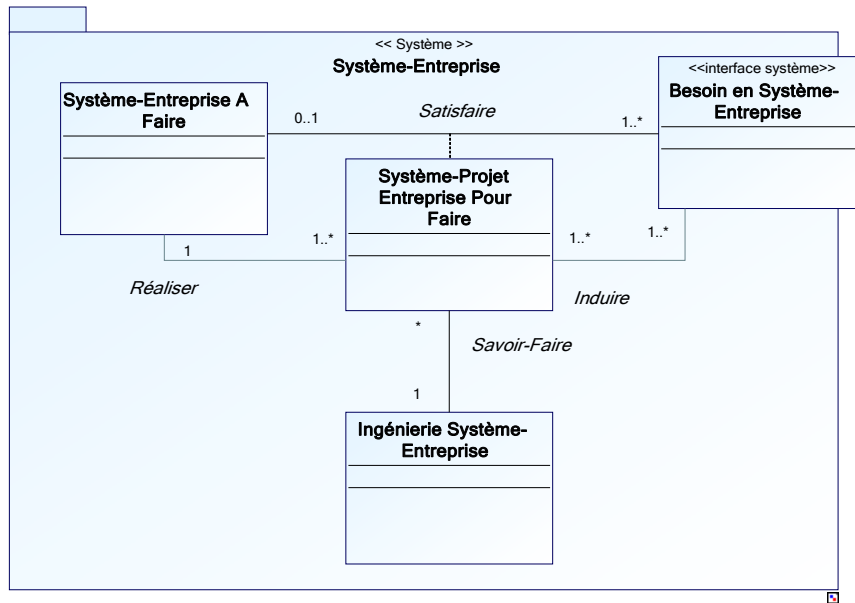 << Système >>
Système-Entreprise
<<interface système>>
Besoin en Système-
Entreprise
Système-Entreprise A
Faire
0..1
Satisfaire
1..*
Système-Projet
Entreprise Pour
Faire
1
1..*
1..*
1..*
Réaliser
Induire
*
Savoir-Faire
1
Ingénierie Système-
Entreprise